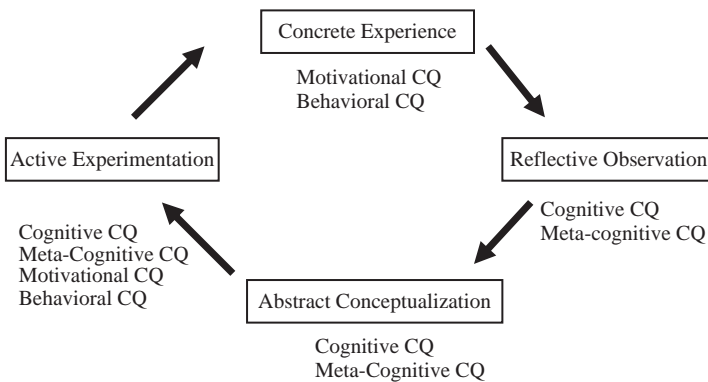 Concrete Experience
Motivational CQ
Behavioral CQ
Active Experimentation
Reflective Observation
Cognitive CQ
Meta-cognitive CQ
Cognitive CQ
Meta-Cognitive CQ
Motivational CQ
Behavioral CQ
Abstract Conceptualization
Cognitive CQ
Meta-Cognitive CQ